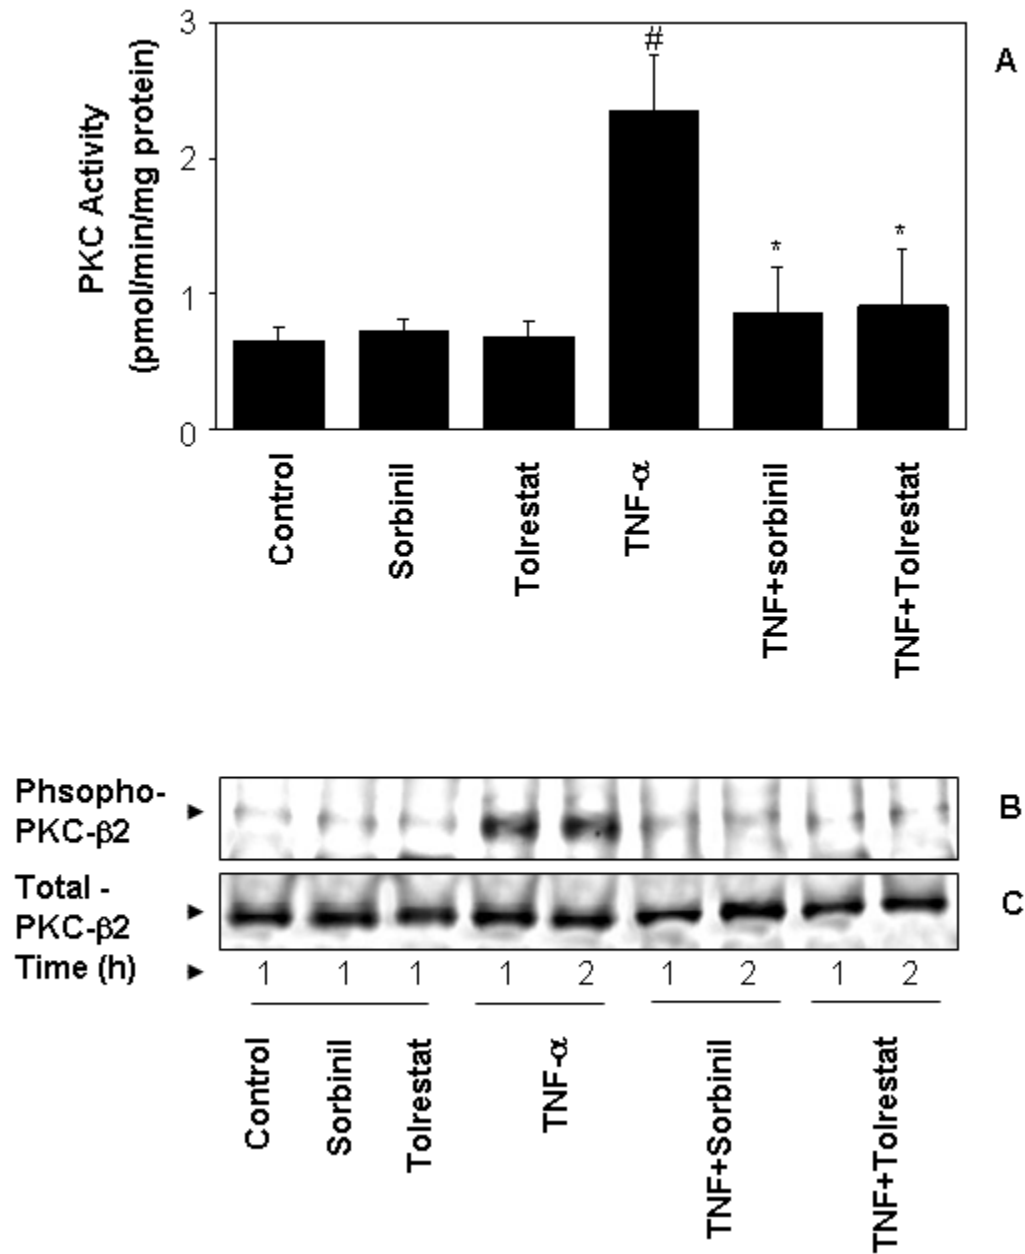 3
#
A
2
1
0
PKC Activity
(pmol/min/mg protein)
*
*
Control
Sorbinil
Tolrestat
TNF-α
TNF+sorbinil
TNF+Tolrestat
Phsopho-
PKC-β2
B
Total -
PKC-β2
C
Time (h) 1 1 1 1 2 1 2 1 2
Control
Sorbinil
Tolrestat
TNF-α
TNF+Sorbinil
TNF+Tolrestat